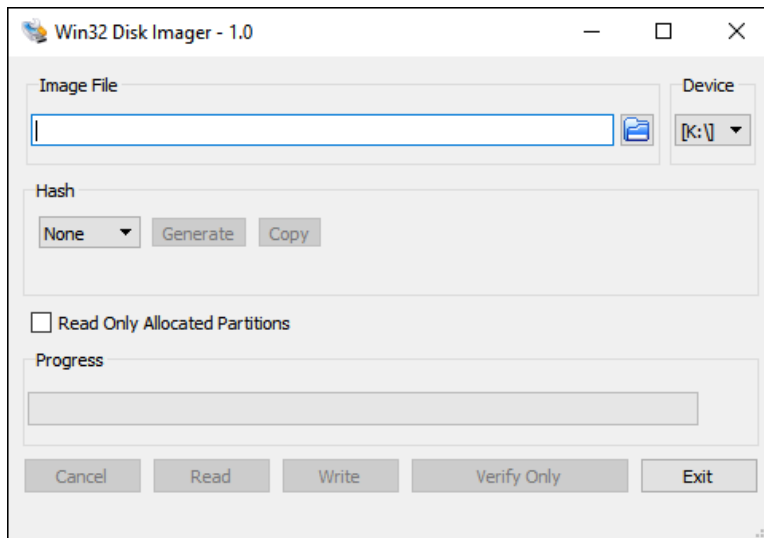 Win32 Disk Imager - 1.0
Image File
Device
[K:\]
Hash
None
Generate
Copy
Read Only Allocated Partitions
Progress
Cancel
Read
Write
Verify Only
Exit